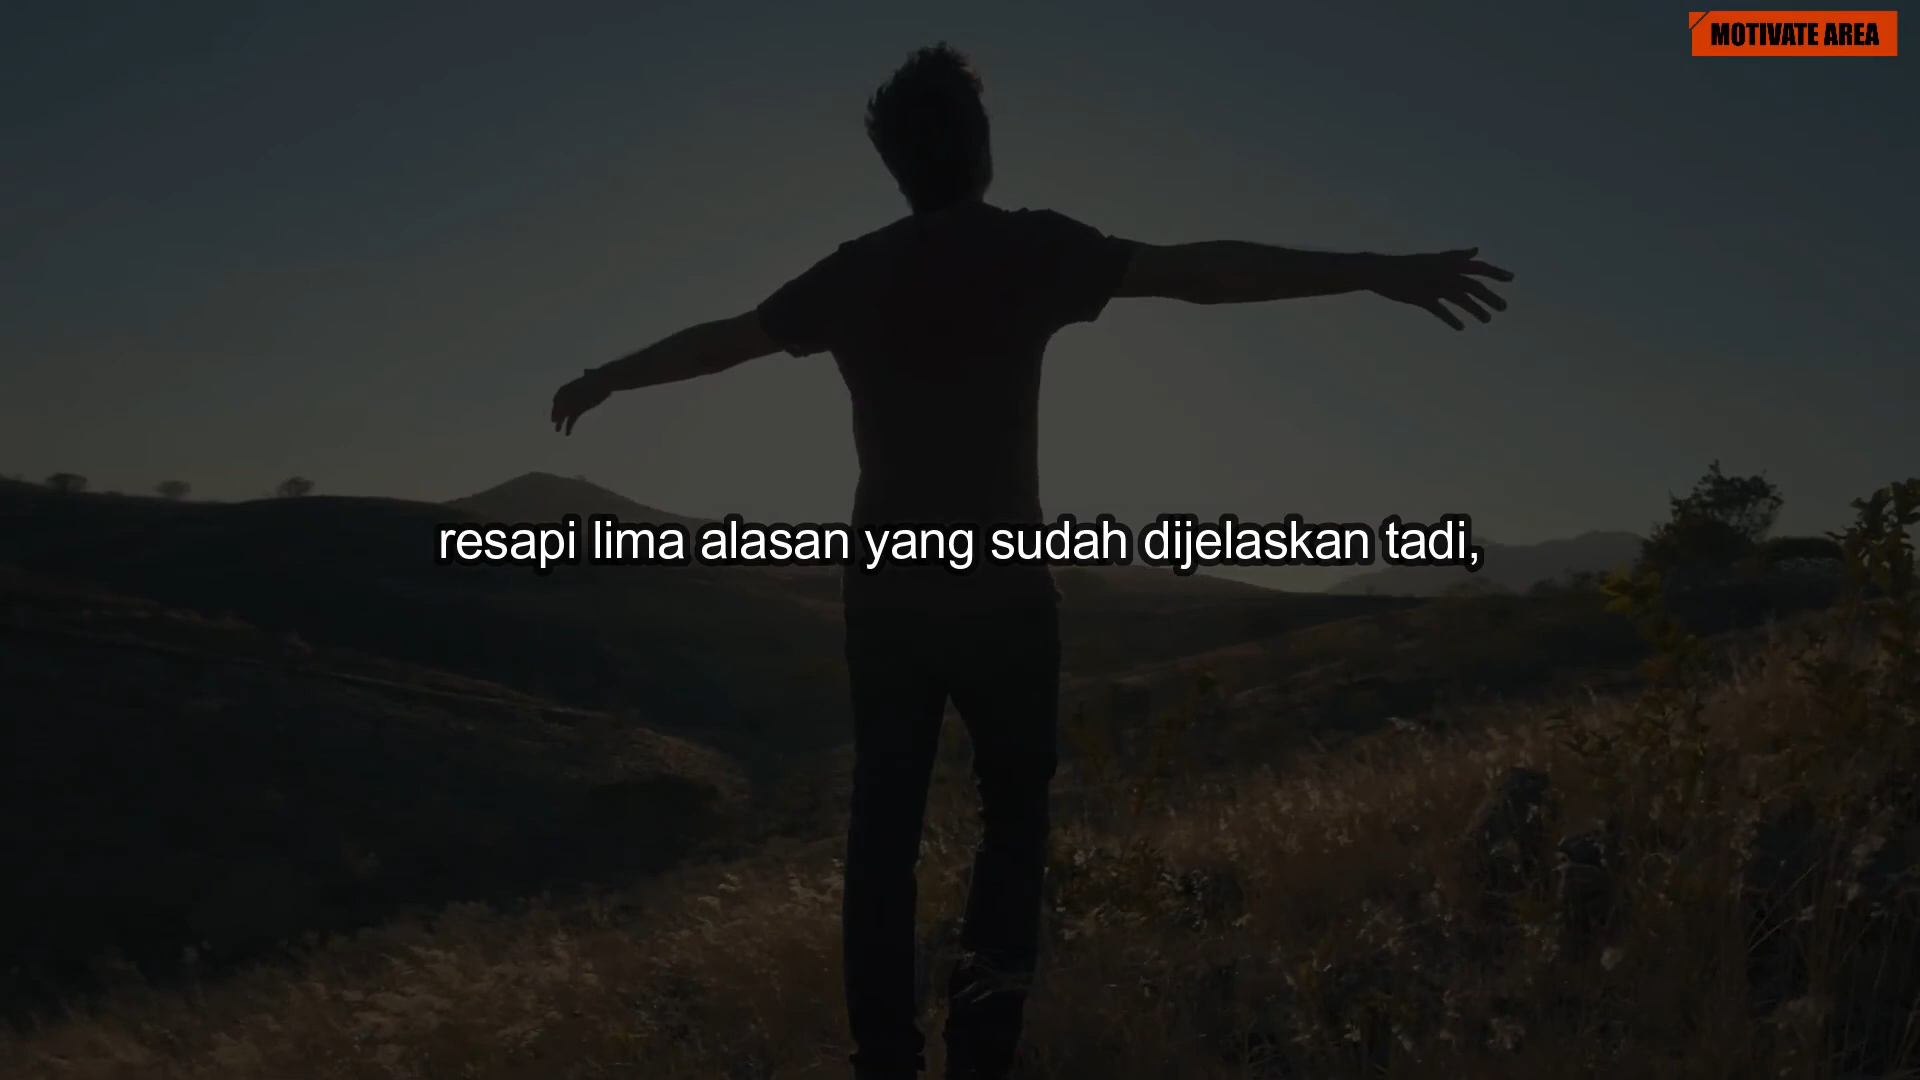 MOTIVATE AREA
resapi lima alasan yang sudah dijelaskan tadi,